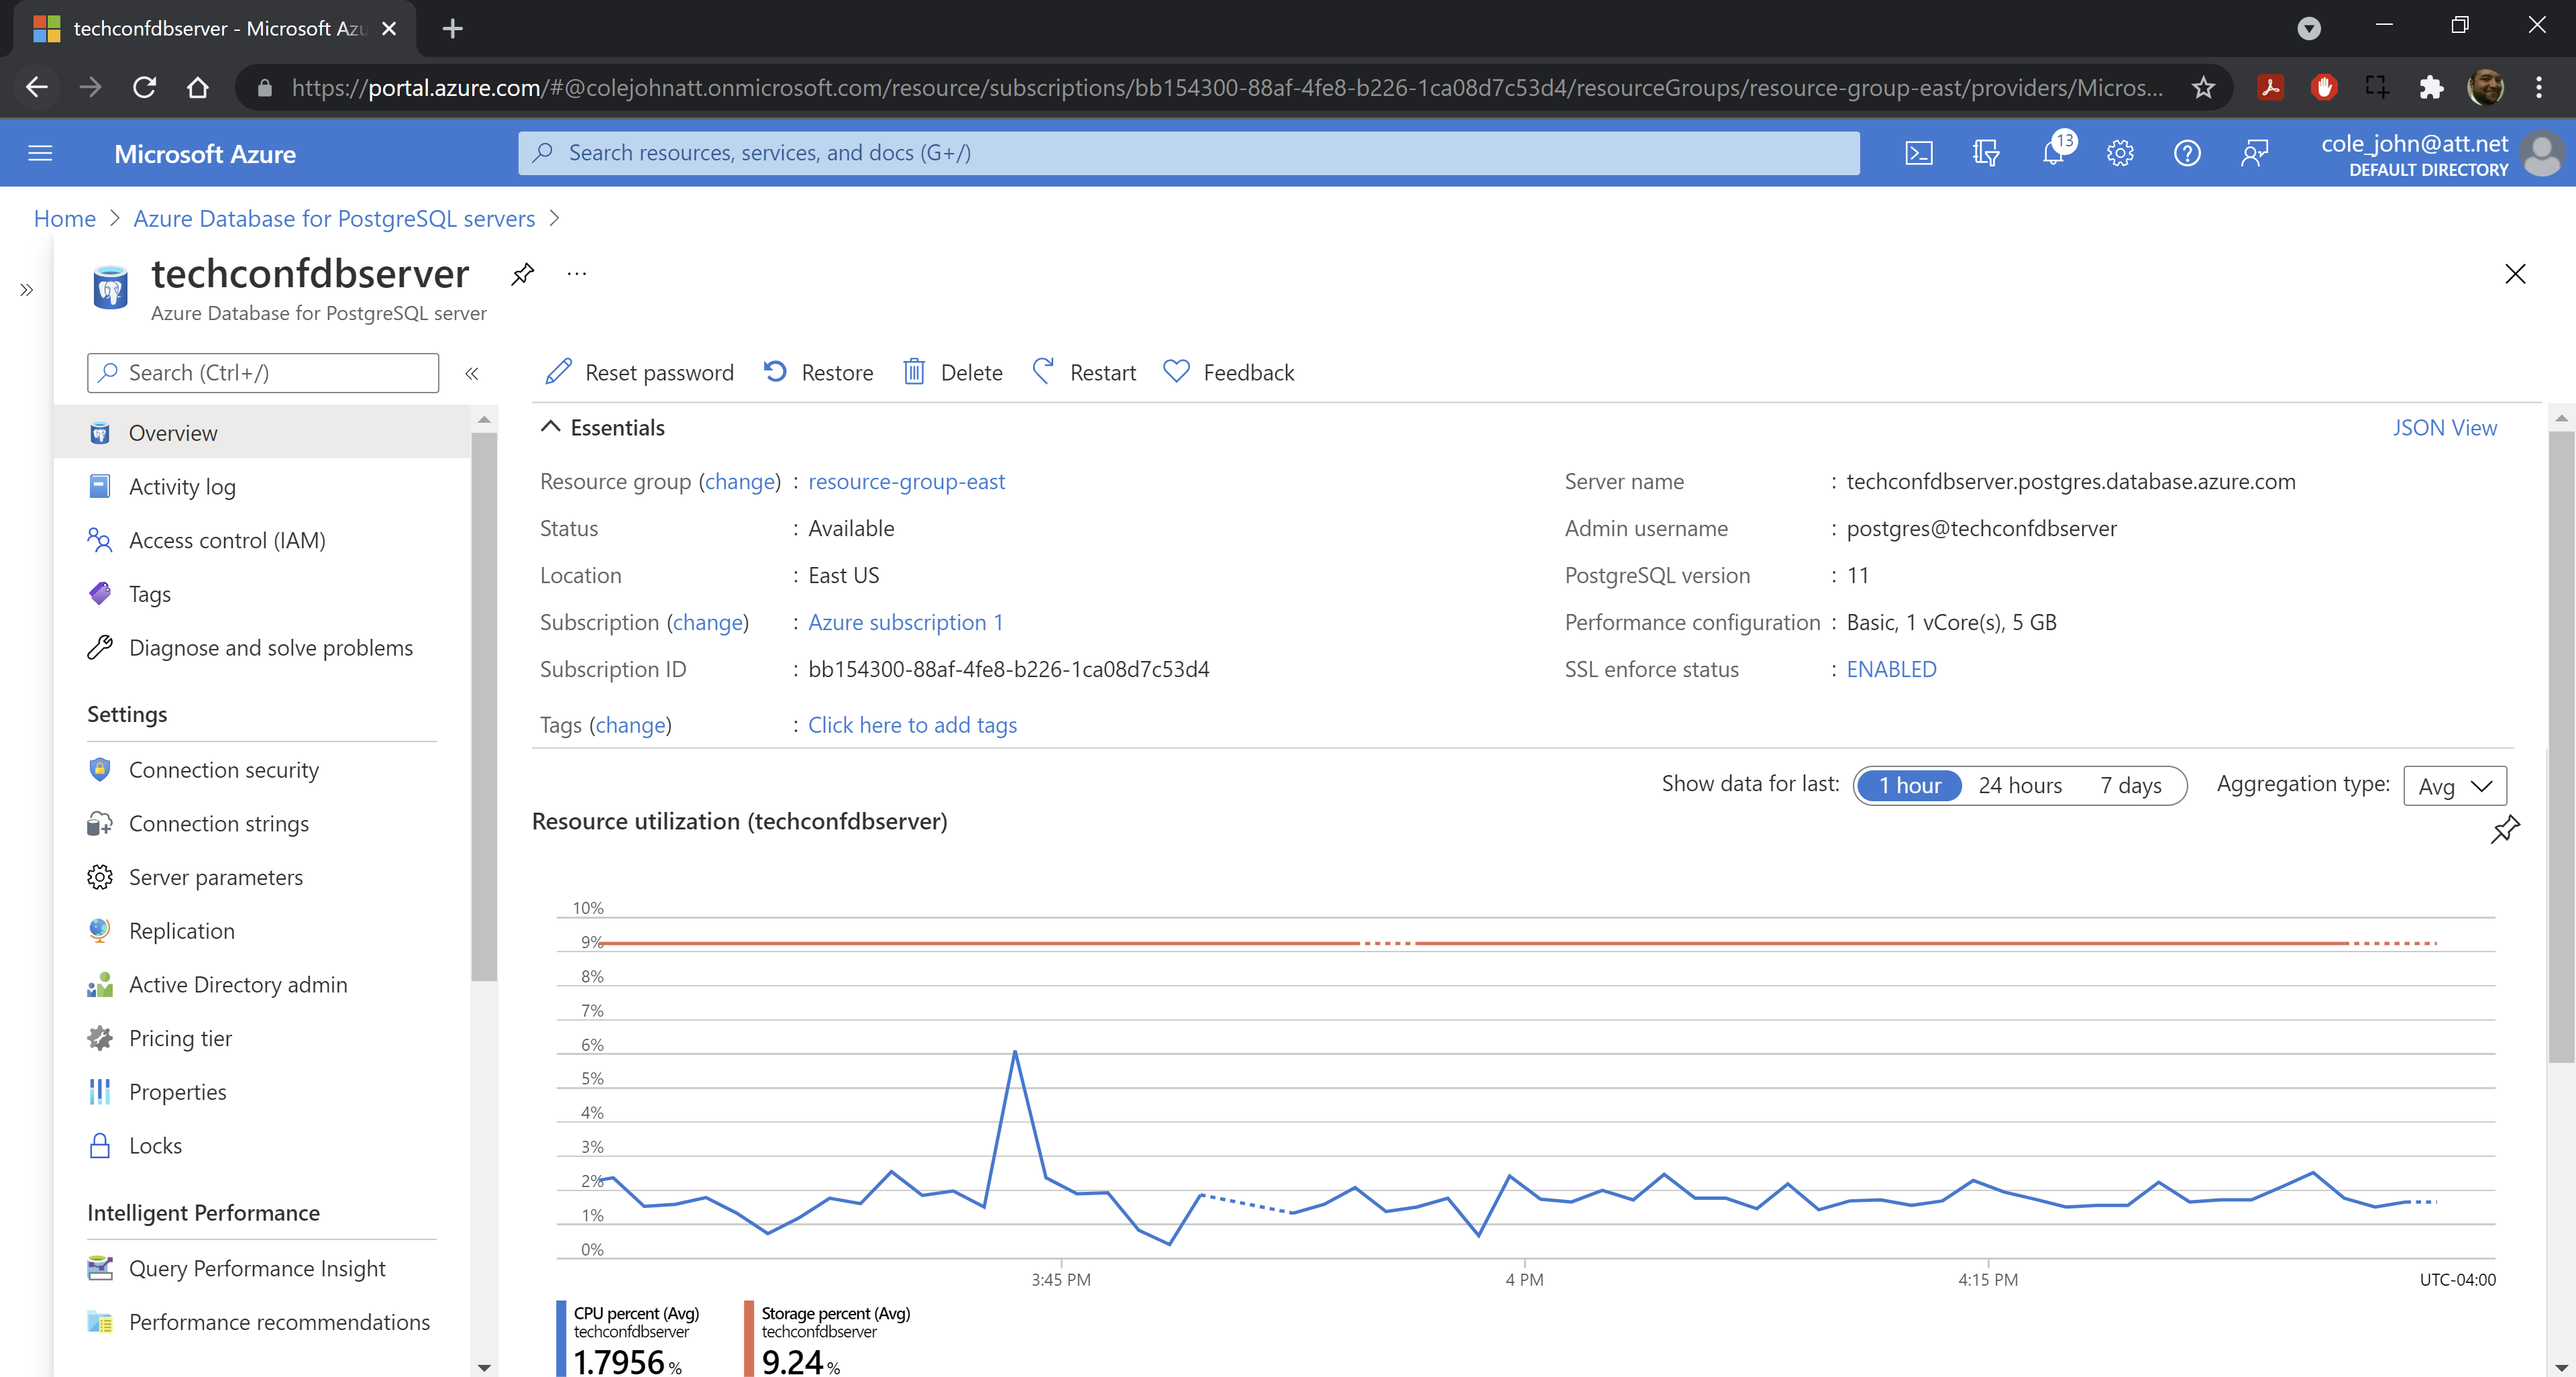 techconfdbserver - Microsoft Azu
https://portal.azure.com/#@colejohnatt.onmicrosoft.com/resource/subscriptions/bb154300-88af-4fe8-b226-1ca08d7c53d4/resourceGroups/resource-group-east/providers/Micros...
Microsoft Azure
Search resources, services, and docs (G+/)
13
cole_john@att.net
DEFAULT DIRECTORY
Home > Azure Database for PostgreSQL servers >
techconfdbserver
...
Azure Database for PostgreSQL server
Search (Ctrl+/)
Overview
Activity log
Access control (IAM)
Tags
Diagnose and solve problems
Settings
Connection security
Connection strings
Server parameters
Replication
Active Directory admin
Pricing tier
Properties
Locks
Intelligent Performance
Query Performance Insight
Performance recommendations
Reset password Restore Delete Restart Feedback
Essentials
JSON View
Resource group (change) : resource-group-east
Status : Available
Location : East US
Subscription (change) : Azure subscription 1
Subscription ID : bb154300-88af-4fe8-b226-1ca08d7c53d4
Tags (change) : Click here to add tags
Server name : techconfdbserver.postgres.database.azure.com
Admin username : postgres@techconfdbserver
PostgreSQL version : 11
Performance configuration : Basic, 1 vCore(s), 5 GB
SSL enforce status : ENABLED
Show data for last: 1 hour 24 hours 7 days Aggregation type: Avg
Resource utilization (techconfdbserver)
10%
9%
8%
7%
6%
5%
4%
3%
2%
1%
0%
3:45 PM 4 PM 4:15 PM UTC-04:00
CPU percent (Avg)
techconfdbserver
1.7956 %
Storage percent (Avg)
techconfdbserver
9.24 %